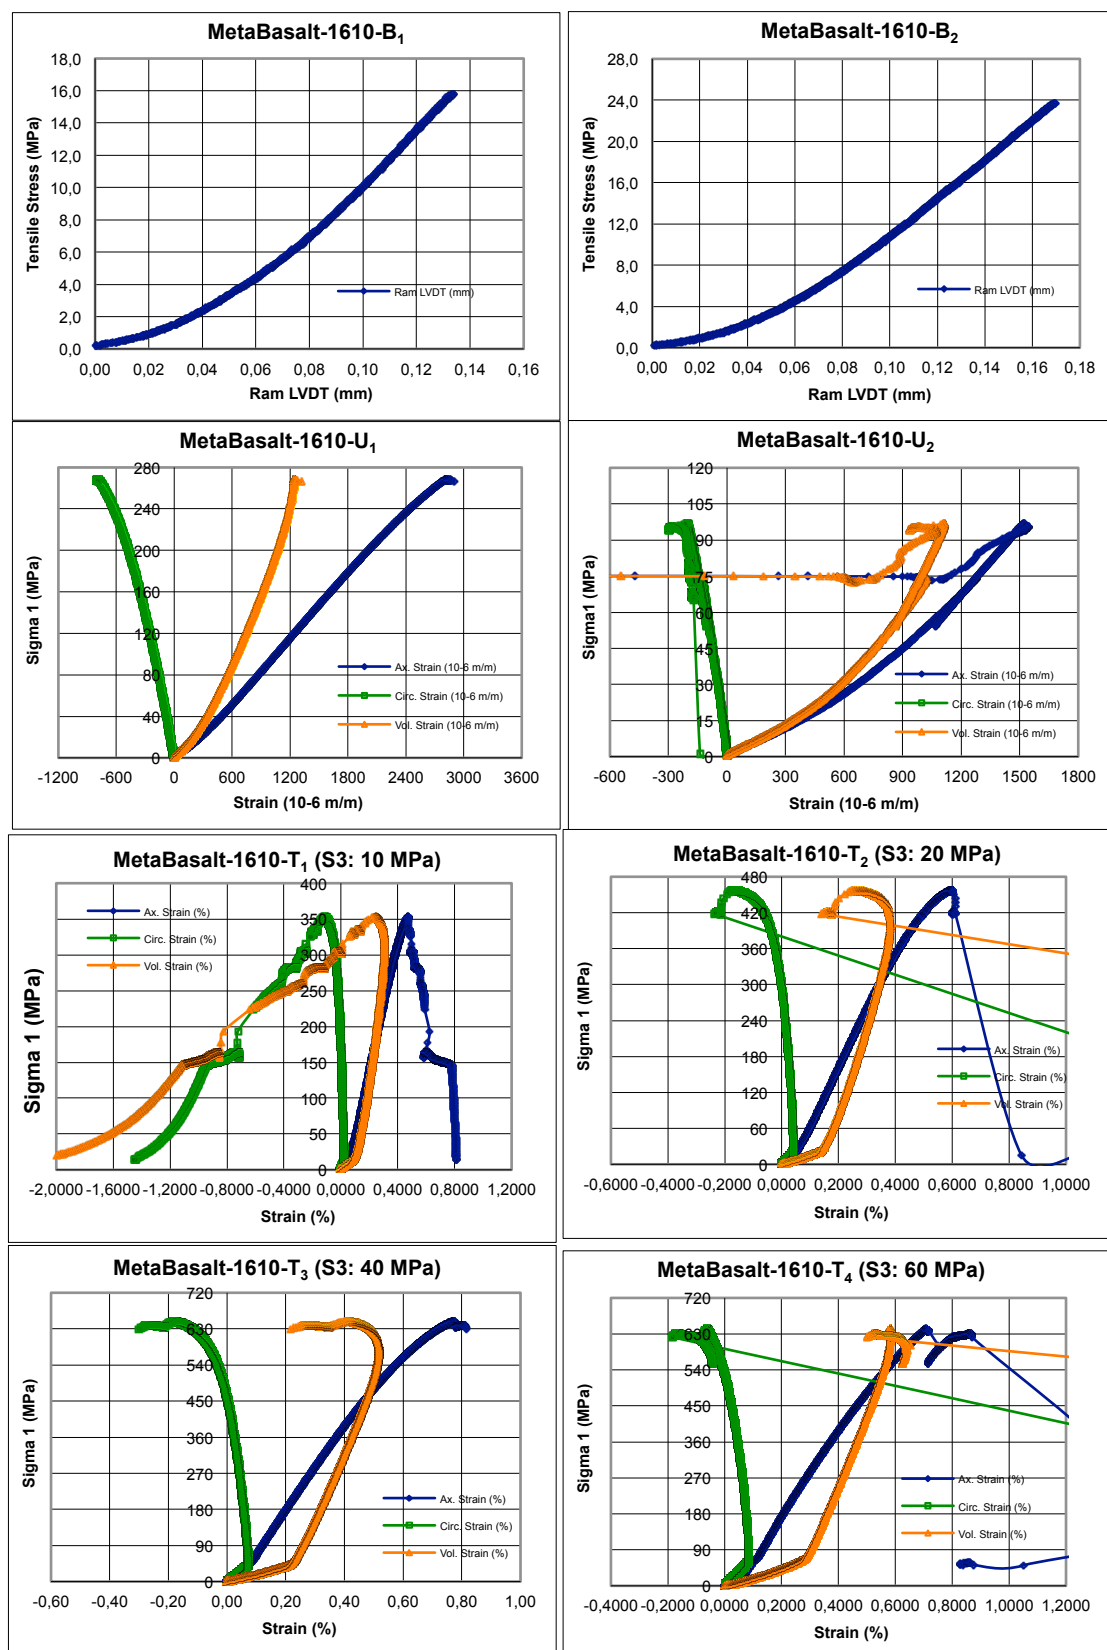 MetaBasalt-1610-B1
18,0
16,0
14,0
12,0
10,0
8,0
6,0
4,0
2,0
0,0
Tensile Stress (MPa)
Ram LVDT (mm)
0,00 0,02 0,04 0,06 0,08 0,10 0,12 0,14 0,16
Ram LVDT (mm)
MetaBasalt-1610-B2
28,0
24,0
20,0
16,0
12,0
8,0
4,0
0,0
Tensile Stress (MPa)
Ram LVDT (mm)
0,00 0,02 0,04 0,06 0,08 0,10 0,12 0,14 0,16 0,18
Ram LVDT (mm)
MetaBasalt-1610-U1
280
240
200
160
120
80
40
0
Sigma 1 (MPa)
Ax. Strain (10-6 m/m)
Circ. Strain (10-6 m/m)
Vol. Strain (10-6 m/m)
-1200 -600 0 600 1200 1800 2400 3000 3600
Strain (10-6 m/m)
MetaBasalt-1610-U2
120
105
90
75
60
45
30
15
0
Sigma1 (MPa)
Ax. Strain (10-6 m/m)
Circ. Strain (10-6 m/m)
Vol. Strain (10-6 m/m)
-600 -300 0 300 600 900 1200 1500 1800
Strain (10-6 m/m)
MetaBasalt-1610-T1 (S3: 10 MPa)
400
350
300
250
200
150
100
50
0
Sigma 1 (MPa)
Ax. Strain (%)
Circ. Strain (%)
Vol. Strain (%)
-2,0000 -1,6000 -1,2000 -0,8000 -0,4000 0,0000 0,4000 0,8000 1,2000
Strain (%)
MetaBasalt-1610-T2 (S3: 20 MPa)
480
420
360
300
240
180
120
60
0
Sigma 1 (MPa)
Ax. Strain (%)
Circ. Strain (%)
Vol. Strain (%)
-0,6000 -0,4000 -0,2000 0,0000 0,2000 0,4000 0,6000 0,8000 1,0000
Strain (%)
MetaBasalt-1610-T3 (S3: 40 MPa)
720
630
540
450
360
270
180
90
0
Sigma 1 (MPa)
Ax. Strain (%)
Circ. Strain (%)
Vol. Strain (%)
-0,60 -0,40 -0,20 0,00 0,20 0,40 0,60 0,80 1,00
Strain (%)
MetaBasalt-1610-T4 (S3: 60 MPa)
720
630
540
450
360
270
180
90
0
Sigma 1 (MPa)
Ax. Strain (%)
Circ. Strain (%)
Vol. Strain (%)
-0,4000 -0,2000 0,0000 0,2000 0,4000 0,6000 0,8000 1,0000 1,2000
Strain (%)